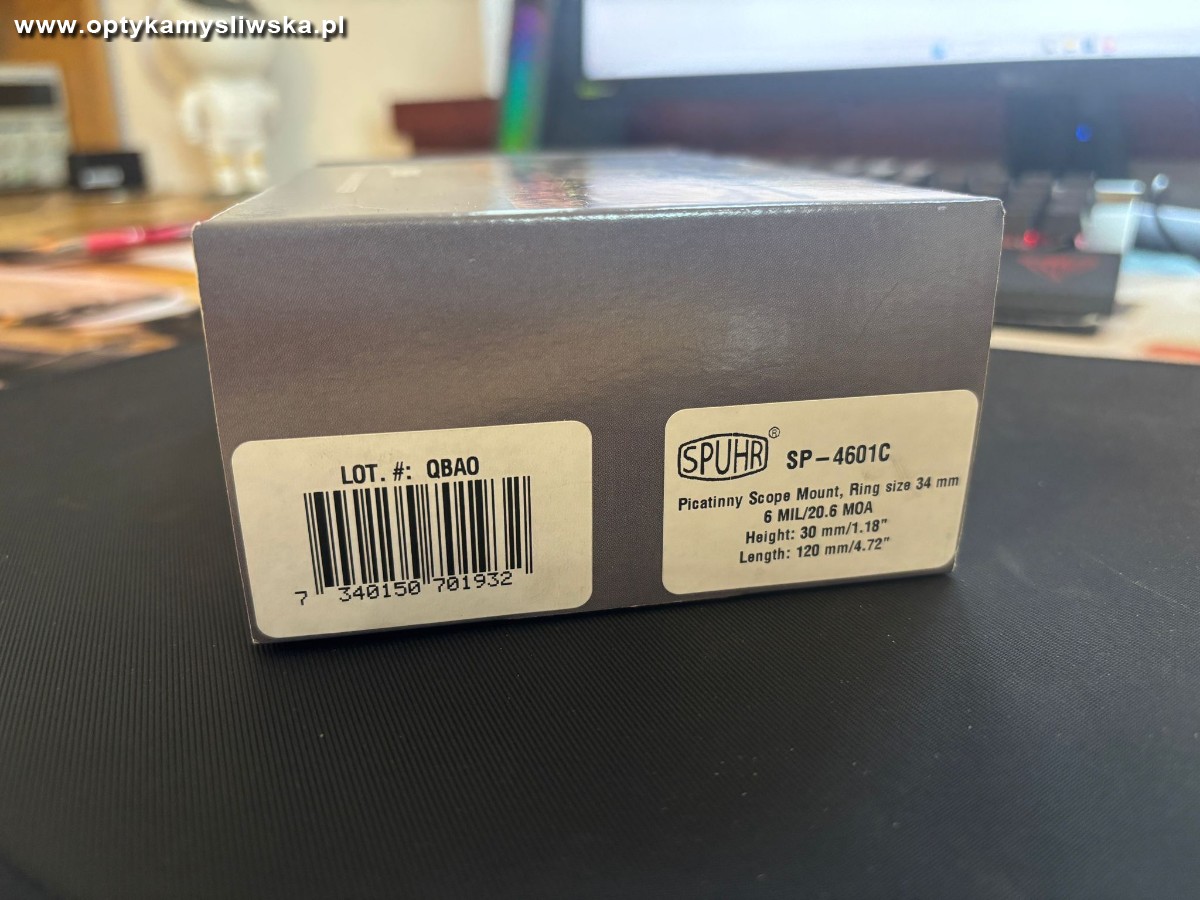 www.optykamysliwska.pl
LOT. #: QBAO
7 340150 701932
SPUHR® SP-4601C
Picatinny Scope Mount, Ring size 34 mm
6 MIL/20.6 MOA
Height: 30 mm/1.18"
Length: 120 mm/4.72"